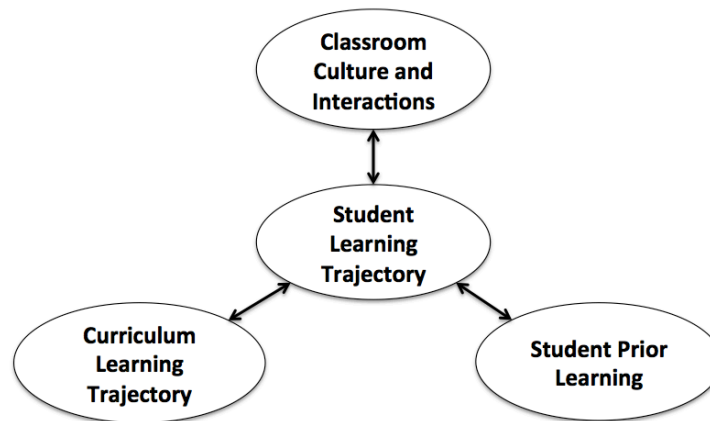 Classroom
Culture and
Interactions
Student
Learning
Trajectory
Curriculum
Learning
Trajectory
Student Prior
Learning